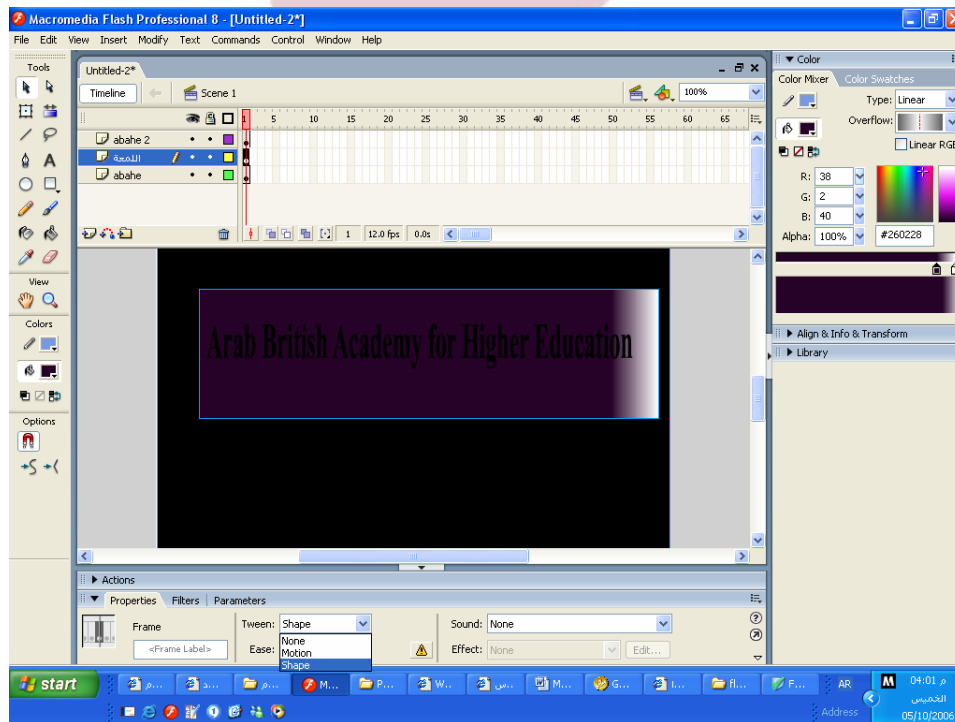 Macromedia Flash Professional 8 - [Untitled-2*]
File Edit View Insert Modify Text Commands Control Window Help
Tools
View
Colors
Options
Untitled-2*
Timeline
Scene 1
100%
1 5 10 15 20 25 30 35 40 45 50 55 60 65
abahe 2
اللمعة
abahe
1 12.0 fps 0.0s
Arab British Academy for Higher Education
Color
Color Mixer Color Swatches
Type: Linear
Overflow:
Linear RGB
R: 38
G: 2
B: 40
Alpha: 100% #260228
Align & Info & Transform
Library
Actions
Properties Filters Parameters
Frame
<Frame Label>
Tween: Shape
None
Motion
Shape
Ease:
Sound: None
Effect: None Edit...
start
م... د... م... M... P... W... س... M... G... I... fl... F...
AR
Address
04:01 م
الخميس
05/10/2006